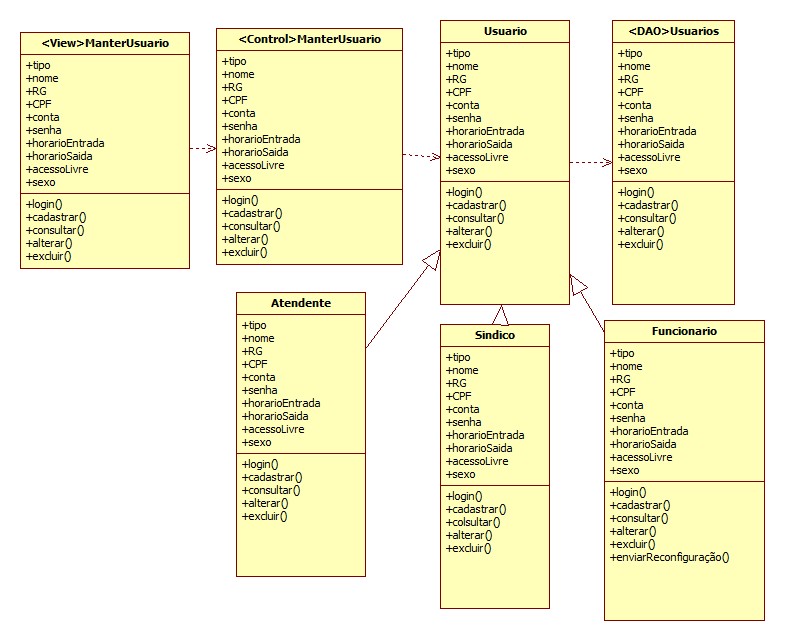 <View>ManterUsuario
+tipo
+nome
+RG
+CPF
+conta
+senha
+horarioEntrada
+horarioSaida
+acessoLivre
+sexo
+login()
+cadastrar()
+consultar()
+alterar()
+excluir()
<Control>ManterUsuario
+tipo
+nome
+RG
+CPF
+conta
+senha
+horarioEntrada
+horarioSaida
+acessoLivre
+sexo
+login()
+cadastrar()
+consultar()
+alterar()
+excluir()
Usuario
+tipo
+nome
+RG
+CPF
+conta
+senha
+horarioEntrada
+horarioSaida
+acessoLivre
+sexo
+login()
+cadastrar()
+consultar()
+alterar()
+excluir()
<DAO>Usuarios
+tipo
+nome
+RG
+CPF
+conta
+senha
+horarioEntrada
+horarioSaida
+acessoLivre
+sexo
+login()
+cadastrar()
+consultar()
+alterar()
+excluir()
Atendente
+tipo
+nome
+RG
+CPF
+conta
+senha
+horarioEntrada
+horarioSaida
+acessoLivre
+sexo
+login()
+cadastrar()
+consultar()
+alterar()
+excluir()
Sindico
+tipo
+nome
+RG
+CPF
+conta
+senha
+horarioEntrada
+horarioSaida
+acessoLivre
+sexo
+login()
+cadastrar()
+colsultar()
+alterar()
+excluir()
Funcionario
+tipo
+nome
+RG
+CPF
+conta
+senha
+horarioEntrada
+horarioSaida
+acessoLivre
+sexo
+login()
+cadastrar()
+consultar()
+alterar()
+excluir()
+enviarReconfiguração()